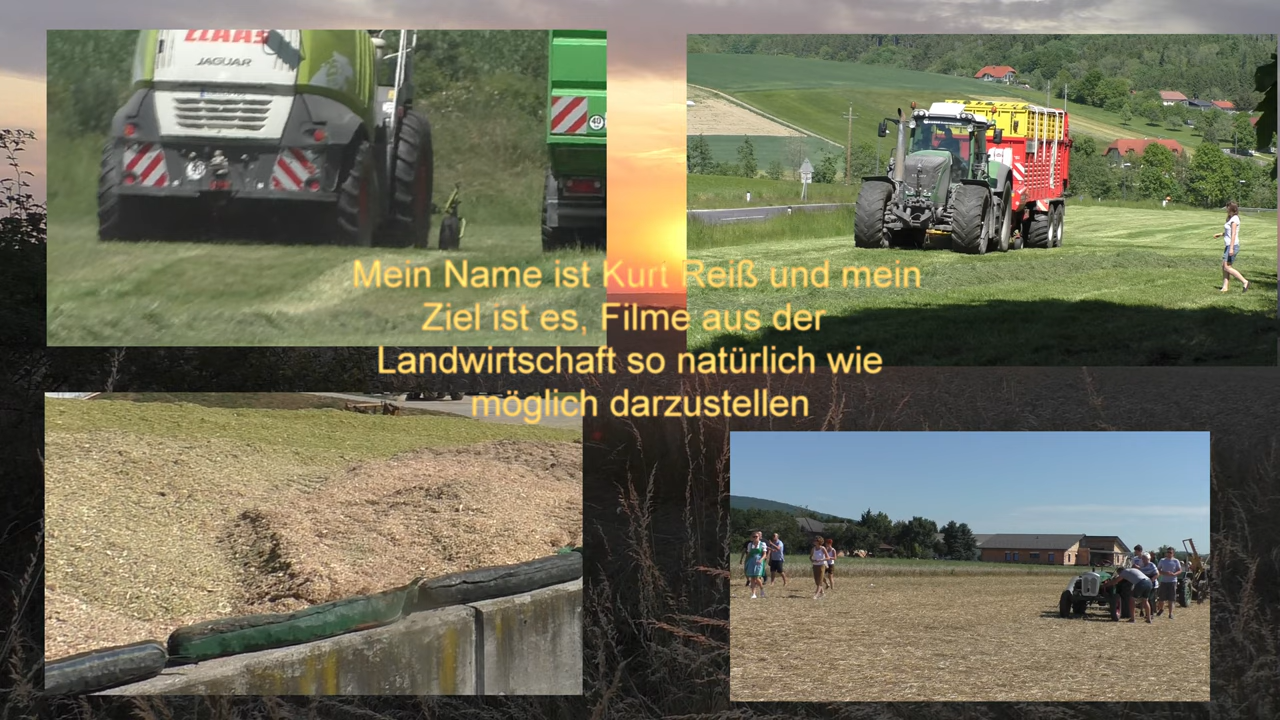 CLAAS
JAGUAR
40
Mein Name ist Kurt Reiß und mein
Ziel ist es, Filme aus der
Landwirtschaft so natürlich wie
möglich darzustellen